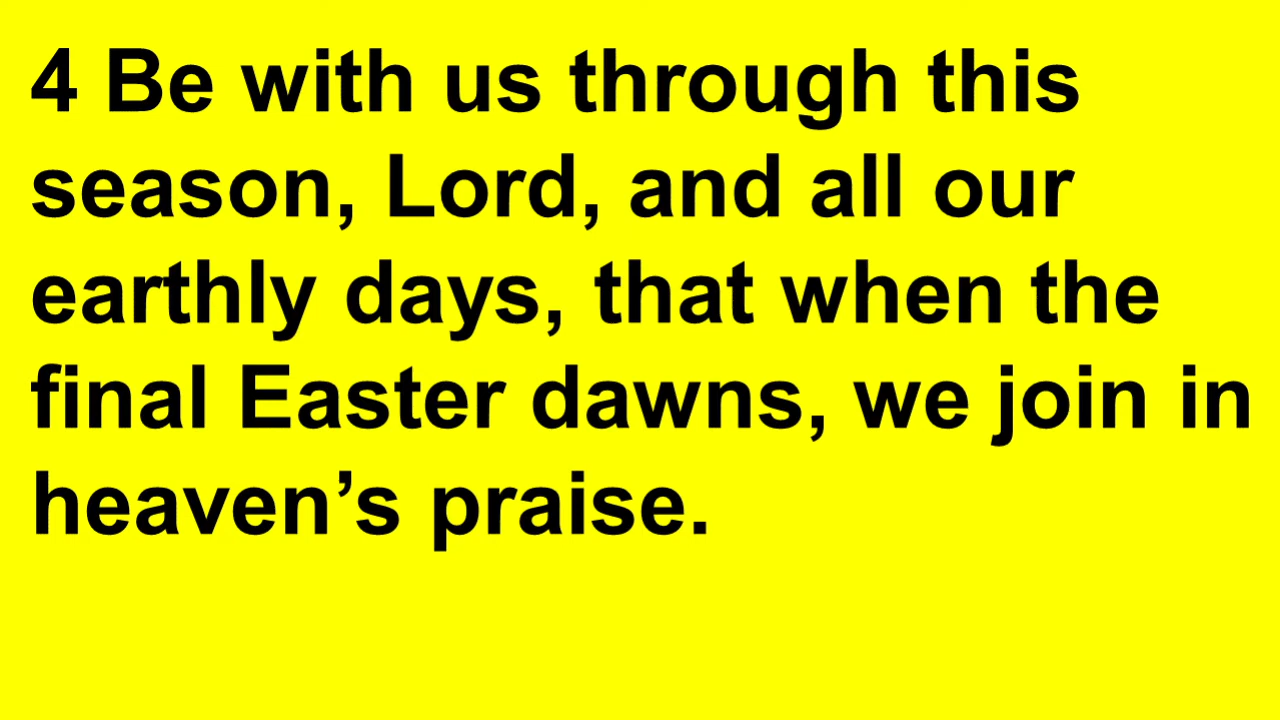 4 Be with us through this
season, Lord, and all our
earthly days, that when the
final Easter dawns, we join in
heaven’s praise.